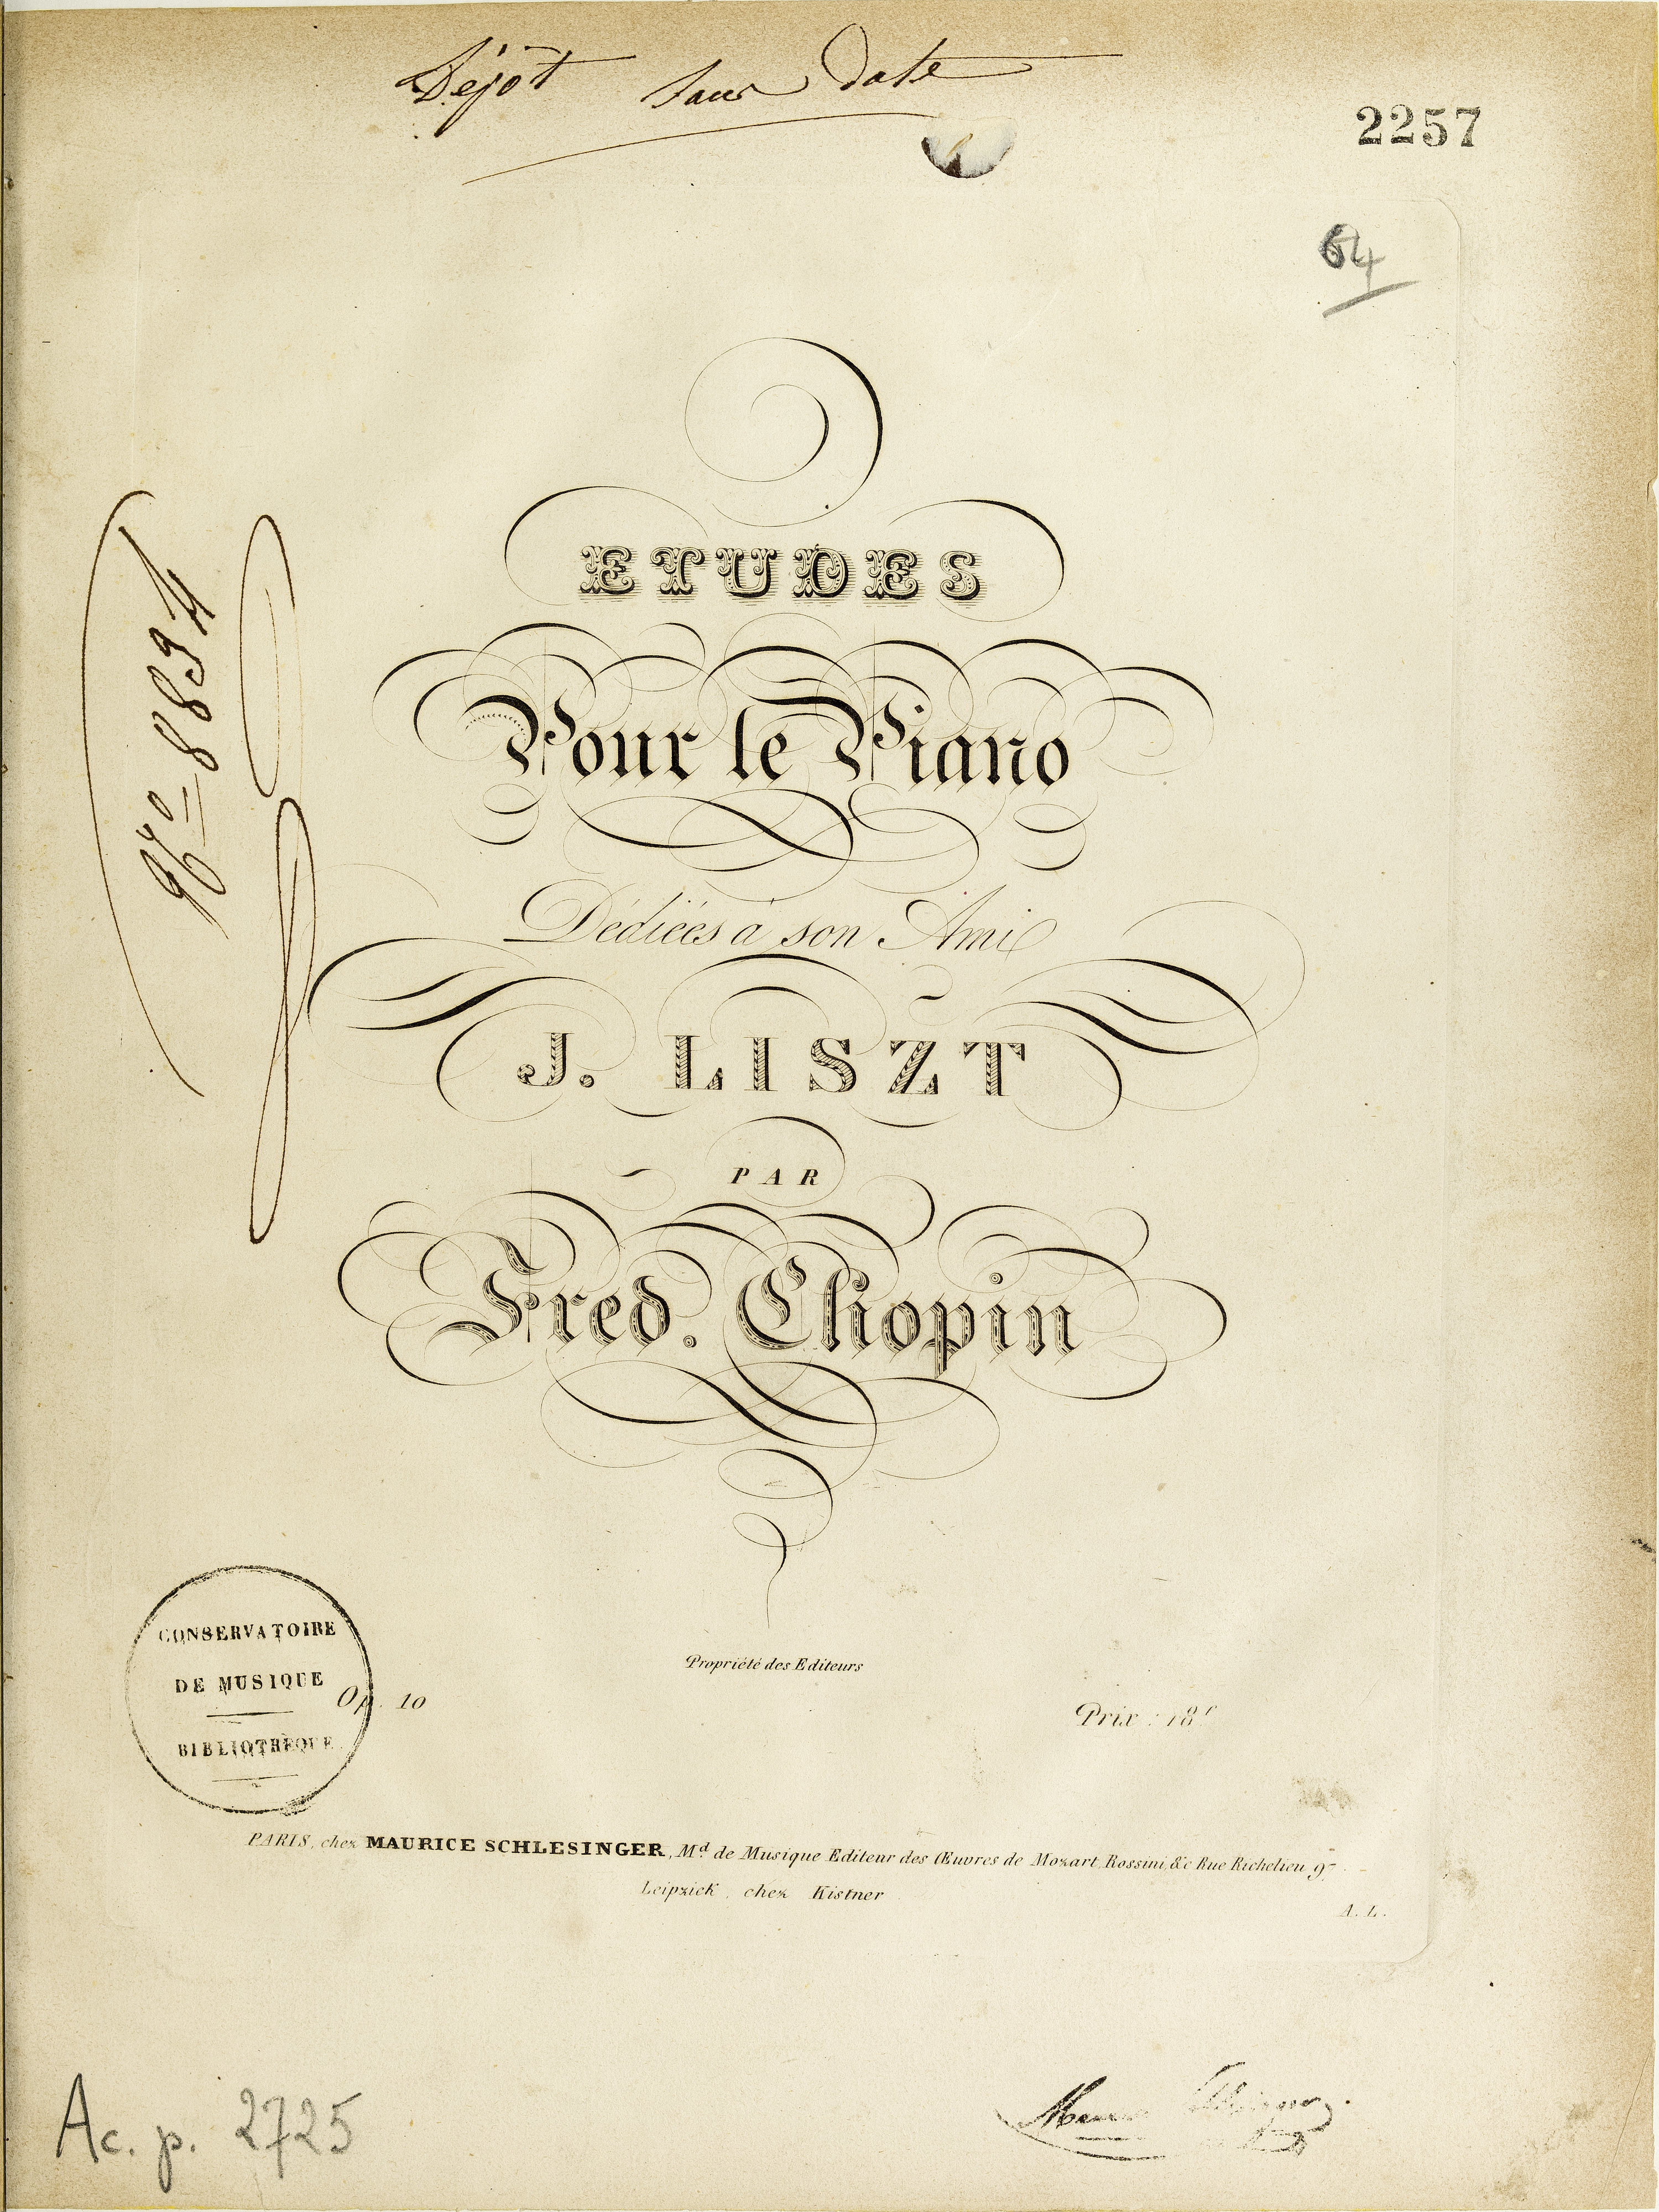 Dépôt sans date
2257
64
N.º 8834
ETUDES
Pour le Piano
Dédiées à son Ami
J. LISZT
PAR
Fred. Chopin
CONSERVATOIRE
DE MUSIQUE
BIBLIOTHÈQUE
Propriété des Editeurs
Op. 10
Prix : 18f
PARIS, chez MAURICE SCHLESINGER, Md. de Musique Editeur des Œuvres de Mozart, Rossini, &c Rue Richelieu 97
Leipzick, chez Kistner
A. L.
Ac. p. 2725